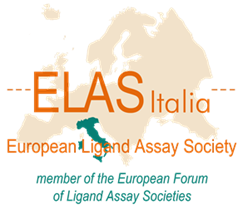 ELAS Italia
European Ligand Assay Society
member of the European Forum
of Ligand Assay Societies